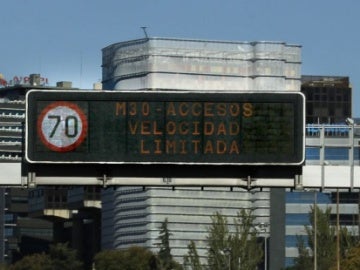 70
M30-ACCESOS
VELOCIDAD
LIMITADA